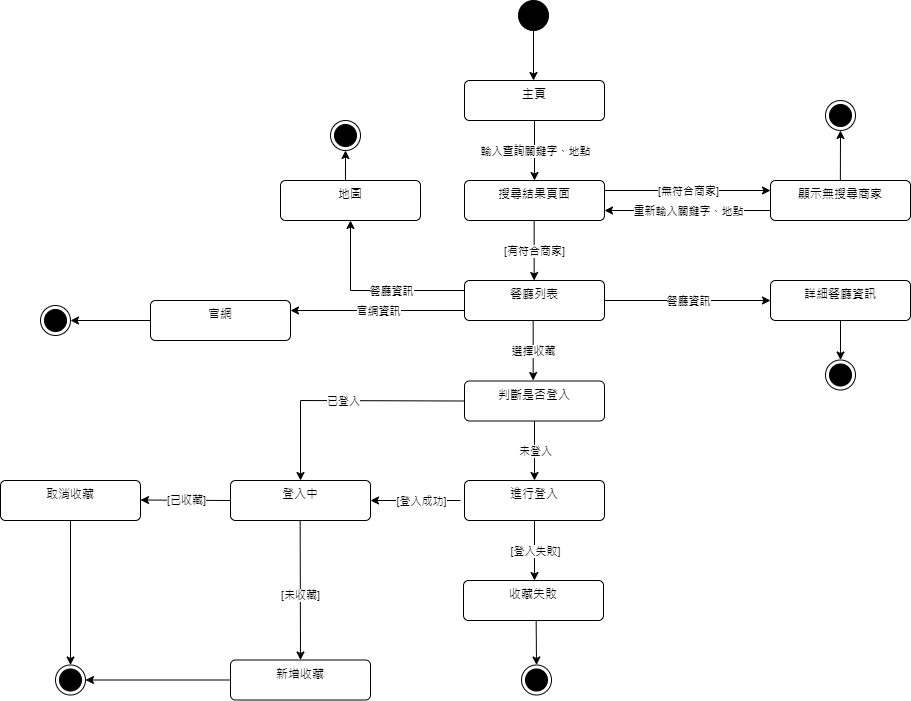 主頁
輸入查詢關鍵字、地點
地圖
搜尋結果頁面
[無符合商家]
顯示無搜尋商家
重新輸入關鍵字、地點
[有符合商家]
餐廳資訊
餐廳列表
餐廳資訊
詳細餐廳資訊
官網
官網資訊
選擇收藏
判斷是否登入
已登入
未登入
取消收藏
[已收藏]
登入中
[登入成功]
進行登入
[登入失敗]
[未收藏]
收藏失敗
新增收藏